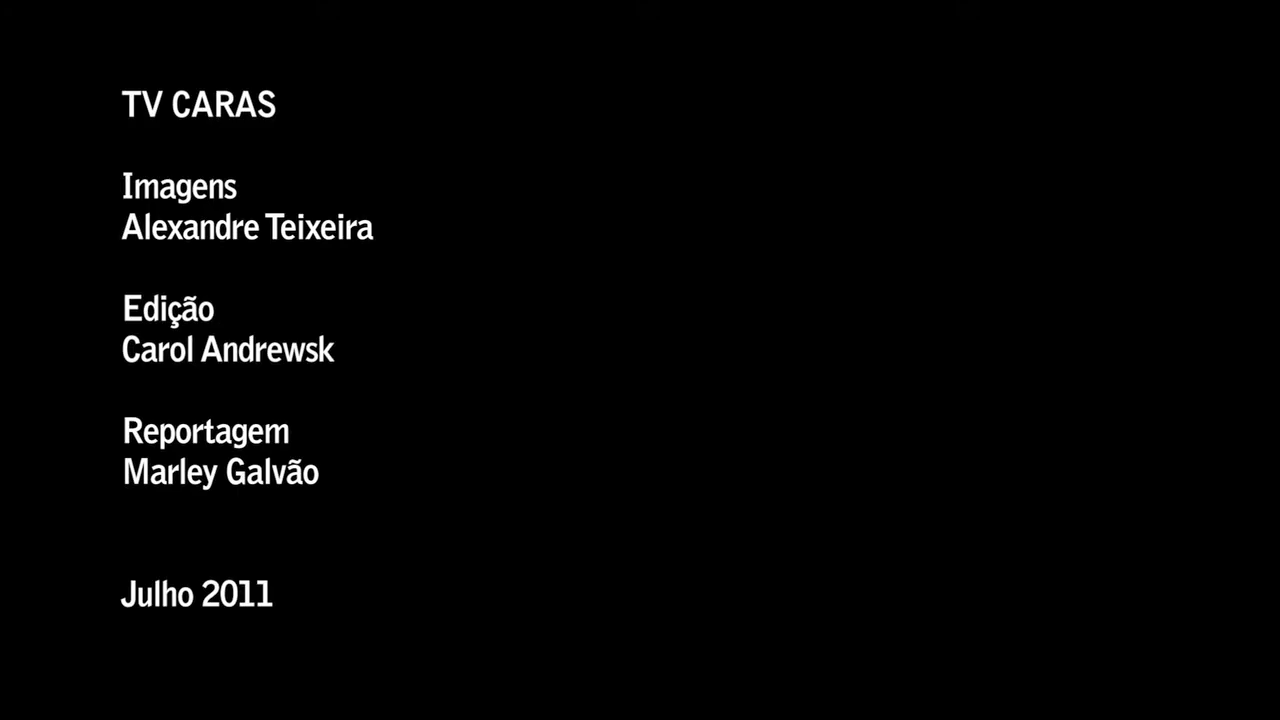 TV CARAS
Imagens
Alexandre Teixeira
Edição
Carol Andrewsk
Reportagem
Marley Galvão
Julho 2011